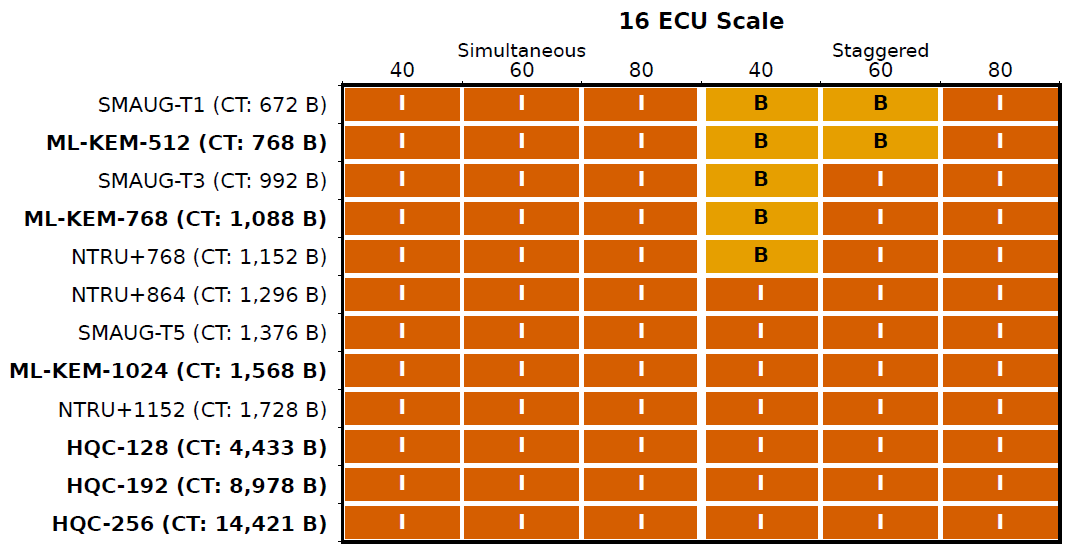 16 ECU Scale
Simultaneous Staggered
40 60 80 40 60 80
SMAUG-T1 (CT: 672 B) I I I B B I
ML-KEM-512 (CT: 768 B) I I I B B I
SMAUG-T3 (CT: 992 B) I I I B I I
ML-KEM-768 (CT: 1,088 B) I I I B I I
NTRU+768 (CT: 1,152 B) I I I B I I
NTRU+864 (CT: 1,296 B) I I I I I I
SMAUG-T5 (CT: 1,376 B) I I I I I I
ML-KEM-1024 (CT: 1,568 B) I I I I I I
NTRU+1152 (CT: 1,728 B) I I I I I I
HQC-128 (CT: 4,433 B) I I I I I I
HQC-192 (CT: 8,978 B) I I I I I I
HQC-256 (CT: 14,421 B) I I I I I I